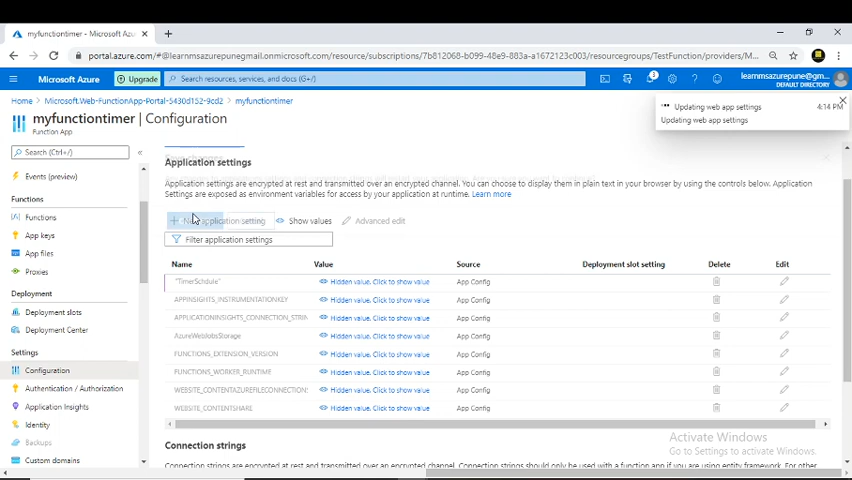 myfunctiontimer - Microsoft Azu
portal.azure.com/#@learnmsazurepunegmail.onmicrosoft.com/resource/subscriptions/7b812068-b099-48e9-883a-a1672123c003/resourcegroups/TestFunction/providers/M...
Microsoft Azure
Upgrade
Search resources, services, and docs (G+/)
3
learnmsazurepune@gm...
DEFAULT DIRECTORY
Home
Microsoft.Web-FunctionApp-Portal-5430d152-9cd2
myfunctiontimer
Updating web app settings
4:14 PM
Updating web app settings
myfunctiontimer | Configuration
Function App
Search (Ctrl+/)
Events (preview)
Functions
Functions
App keys
App files
Proxies
Deployment
Deployment slots
Deployment Center
Settings
Configuration
Authentication / Authorization
Application Insights
Identity
Backups
Custom domains
Application settings
Application settings are encrypted at rest and transmitted over an encrypted channel. You can choose to display them in plain text in your browser by using the controls below. Application
Settings are exposed as environment variables for access by your application at runtime. Learn more
New application setting
Show values
Advanced edit
Filter application settings
Name Value Source Deployment slot setting Delete Edit
"TimerSchdule" Hidden value. Click to show value App Config
APPINSIGHTS_INSTRUMENTATIONKEY Hidden value. Click to show value App Config
APPLICATIONINSIGHTS_CONNECTION_STRIN Hidden value. Click to show value App Config
AzureWebJobsStorage Hidden value. Click to show value App Config
FUNCTIONS_EXTENSION_VERSION Hidden value. Click to show value App Config
FUNCTIONS_WORKER_RUNTIME Hidden value. Click to show value App Config
WEBSITE_CONTENTAZUREFILECONNECTION Hidden value. Click to show value App Config
WEBSITE_CONTENTSHARE Hidden value. Click to show value App Config
Connection strings
Connection strings are encrypted at rest and transmitted over an encrypted channel. Connection strings should only be used with a function app if you are using entity framework. For other
Activate Windows
Go to Settings to activate Windows.